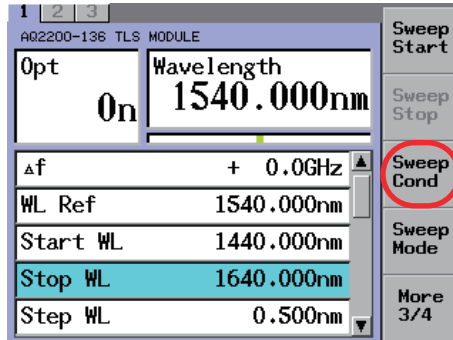 1 2 3
AQ2200-136 TLS MODULE
Opt
On
Wavelength
1540.000nm
△f + 0.0GHz
WL Ref 1540.000nm
Start WL 1440.000nm
Stop WL 1640.000nm
Step WL 0.500nm
Sweep
Start
Sweep
Stop
Sweep
Cond
Sweep
Mode
More
3/4